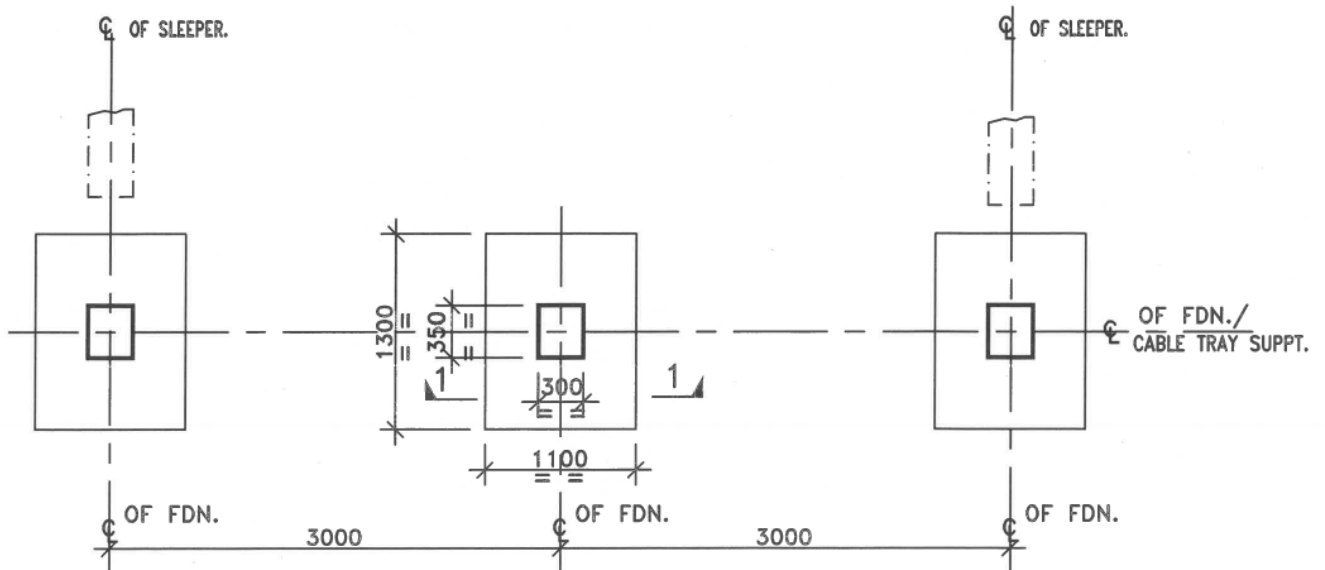 ℄ OF SLEEPER.
℄ OF SLEEPER.
1300
=
=
350
=
=
℄ OF FDN./
CABLE TRAY SUPPT.
1
300
= =
1
1100
= =
℄ OF FDN.
℄ OF FDN.
℄ OF FDN.
3000
3000